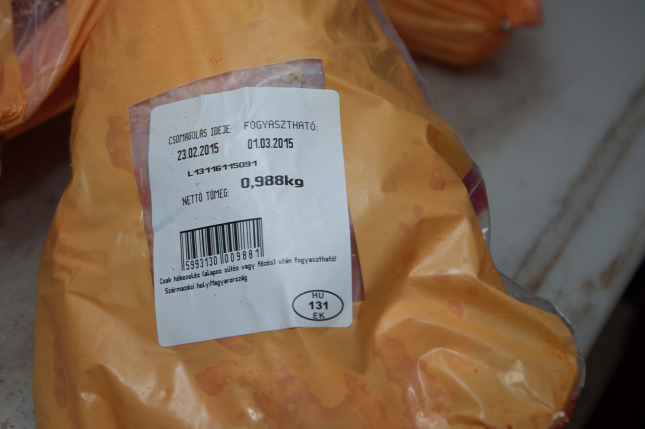 CSOMAGOLÁS IDEJE: FOGYASZTHATÓ:
23.02.2015 01.03.2015
L13116115091
NETTÓ TÖMEG: 0,988kg
5993130 009881
Csak hőkezelés (alapos sütés vagy főzés) után fogyasztható!
Származási hely:Magyarország
HU
131
EK